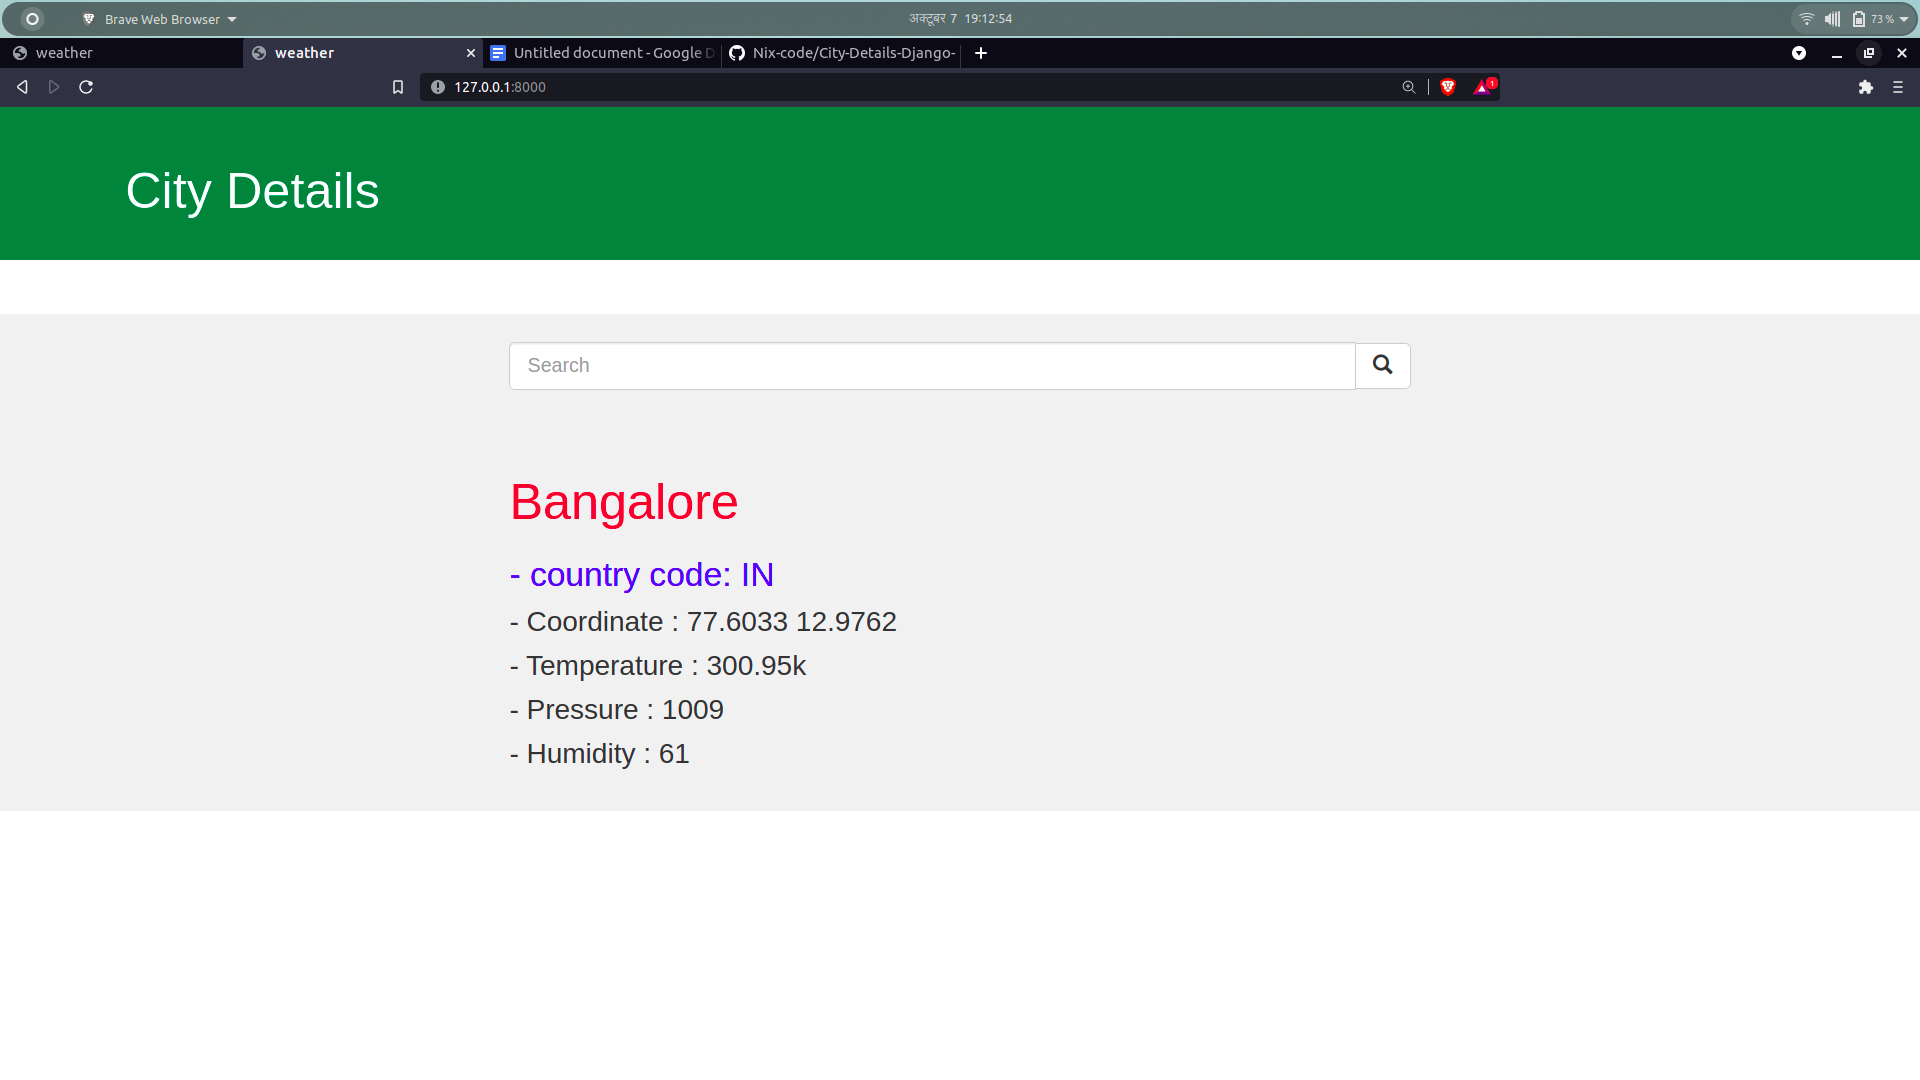 Brave Web Browser
अक्टूबर 7 19:12:54
73 %
weather
weather
Untitled document - Google D
Nix-code/City-Details-Django-
127.0.0.1:8000
1
City Details
Search
Bangalore
- country code: IN
- Coordinate : 77.6033 12.9762
- Temperature : 300.95k
- Pressure : 1009
- Humidity : 61